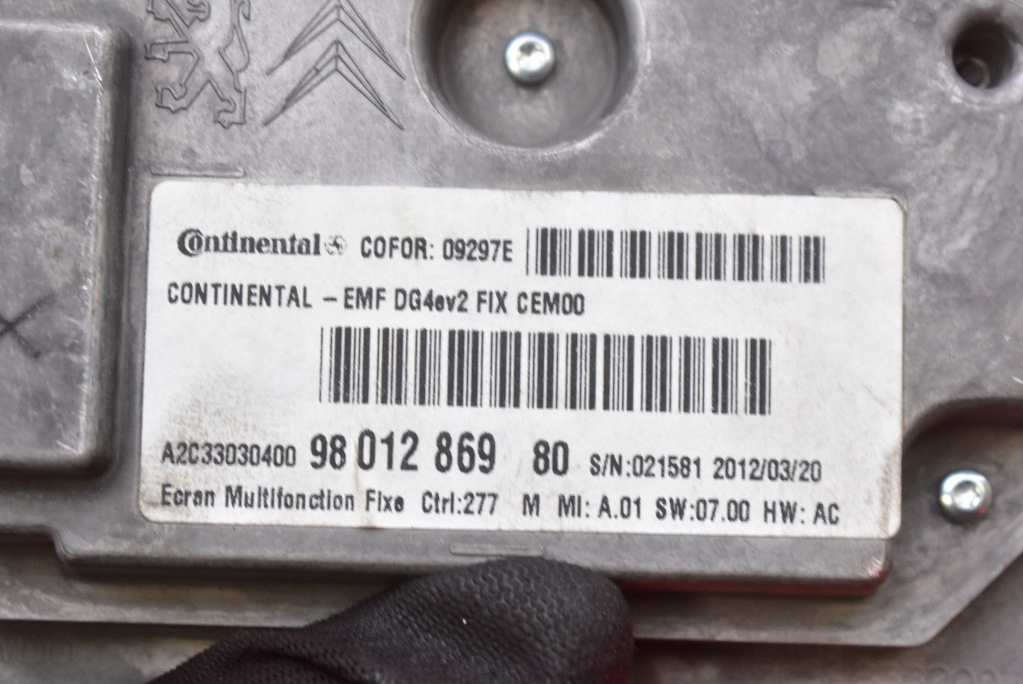 Continental COFOR: 09297E
CONTINENTAL - EMF DG4ev2 FIX CEM00
A2C33030400 98 012 869 80 S/N:021581 2012/03/20
Ecran Multifonction Fixe Ctrl:277 M MI: A.01 SW:07.00 HW: AC